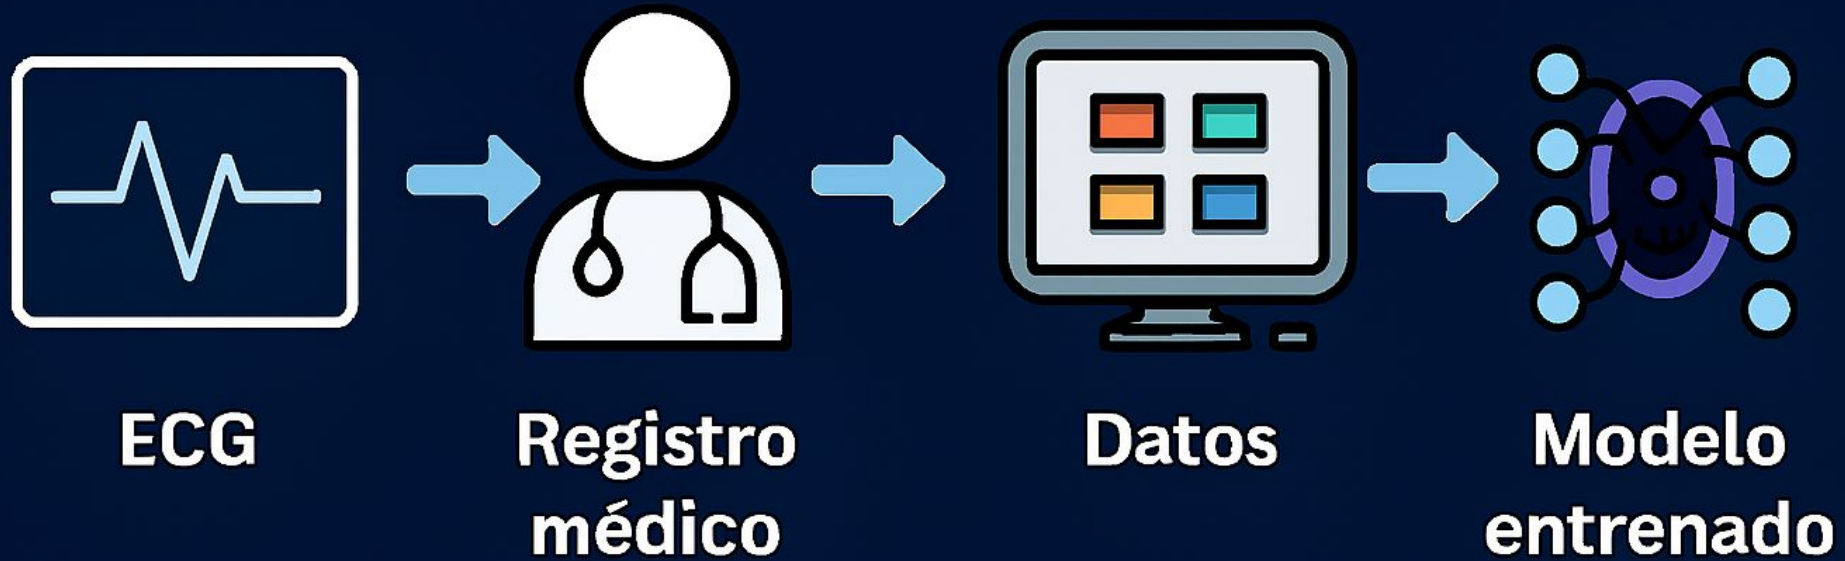 ECG
Registro
médico
Datos
Modelo
entrenado